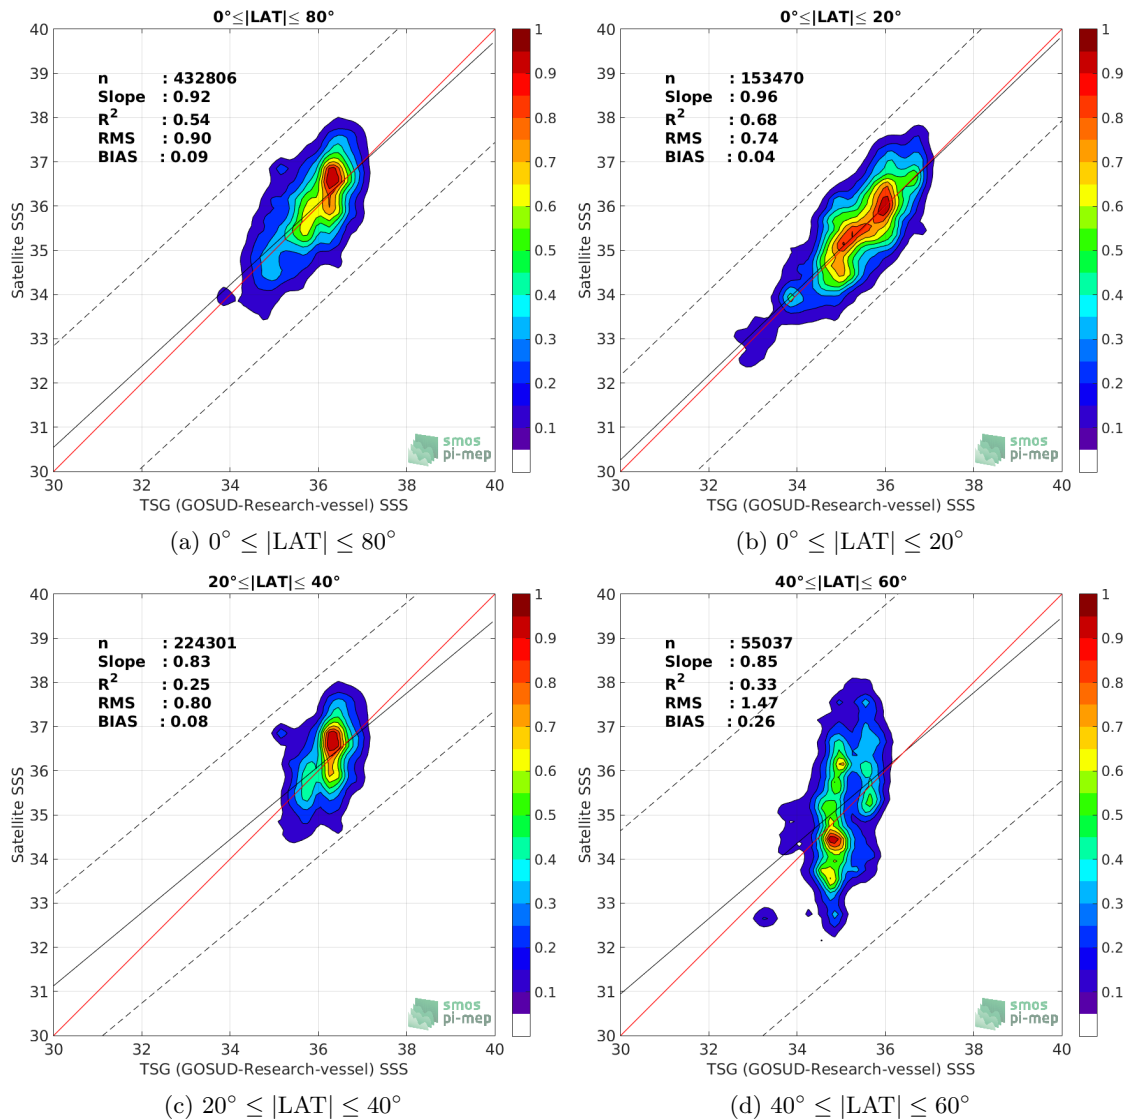 0°≤|LAT|≤ 80°
40
39
38
37
36
35
34
33
32
31
30
30
32
34
36
38
40
Satellite SSS
TSG (GOSUD-Research-vessel) SSS
n : 432806
Slope : 0.92
R2 : 0.54
RMS : 0.90
BIAS : 0.09
1
0.9
0.8
0.7
0.6
0.5
0.4
0.3
0.2
0.1
smos
pi-mep
(a) 0° ≤ |LAT| ≤ 80°
0°≤|LAT|≤ 20°
40
39
38
37
36
35
34
33
32
31
30
30
32
34
36
38
40
Satellite SSS
TSG (GOSUD-Research-vessel) SSS
n : 153470
Slope : 0.96
R2 : 0.68
RMS : 0.74
BIAS : 0.04
1
0.9
0.8
0.7
0.6
0.5
0.4
0.3
0.2
0.1
smos
pi-mep
(b) 0° ≤ |LAT| ≤ 20°
20°≤|LAT|≤ 40°
40
39
38
37
36
35
34
33
32
31
30
30
32
34
36
38
40
Satellite SSS
TSG (GOSUD-Research-vessel) SSS
n : 224301
Slope : 0.83
R2 : 0.25
RMS : 0.80
BIAS : 0.08
1
0.9
0.8
0.7
0.6
0.5
0.4
0.3
0.2
0.1
smos
pi-mep
(c) 20° ≤ |LAT| ≤ 40°
40°≤|LAT|≤ 60°
40
39
38
37
36
35
34
33
32
31
30
30
32
34
36
38
40
Satellite SSS
TSG (GOSUD-Research-vessel) SSS
n : 55037
Slope : 0.85
R2 : 0.33
RMS : 1.47
BIAS : 0.26
1
0.9
0.8
0.7
0.6
0.5
0.4
0.3
0.2
0.1
smos
pi-mep
(d) 40° ≤ |LAT| ≤ 60°